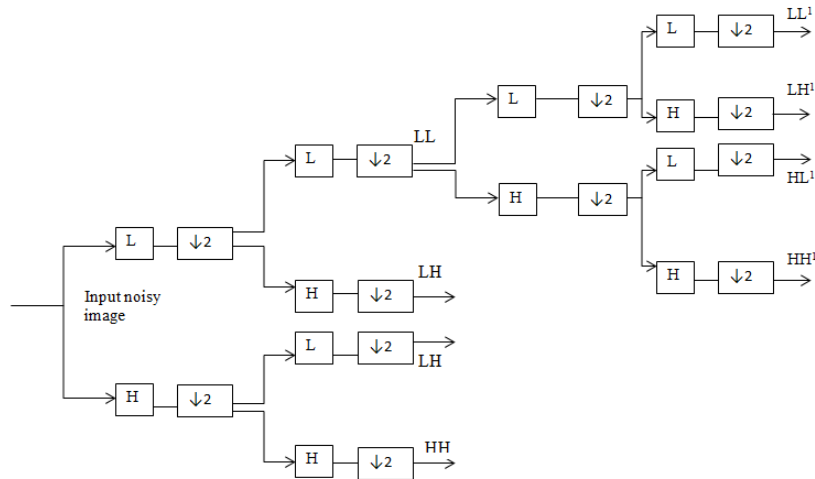 L ↓2 LL¹
L ↓2 H ↓2 LH¹
L ↓2 LL
H ↓2 L ↓2 HL¹
L ↓2
H ↓2 LH
H ↓2 HH¹
Input noisy
image
L ↓2 LH
H ↓2
H ↓2 HH